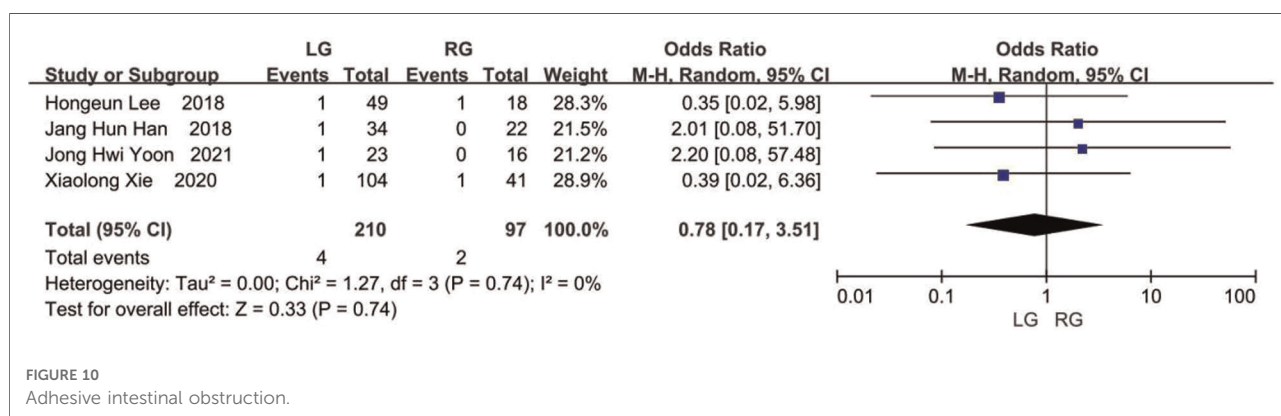 LG RG Odds Ratio Odds Ratio
Study or Subgroup Events Total Events Total Weight M-H. Random, 95% CI M-H. Random, 95% CI
Hongeun Lee 2018 1 49 1 18 28.3% 0.35 [0.02, 5.98]
Jang Hun Han 2018 1 34 0 22 21.5% 2.01 [0.08, 51.70]
Jong Hwi Yoon 2021 1 23 0 16 21.2% 2.20 [0.08, 57.48]
Xiaolong Xie 2020 1 104 1 41 28.9% 0.39 [0.02, 6.36]
Total (95% CI) 210 97 100.0% 0.78 [0.17, 3.51]
Total events 4 2
Heterogeneity: Tau² = 0.00; Chi² = 1.27, df = 3 (P = 0.74); I² = 0%
Test for overall effect: Z = 0.33 (P = 0.74)
0.01 0.1 1 10 100
LG RG
FIGURE 10
Adhesive intestinal obstruction.